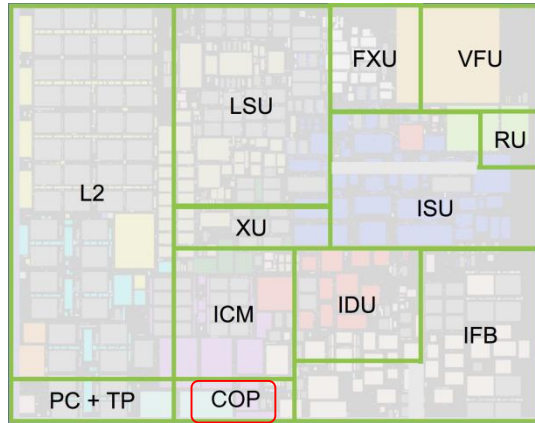 FXU
VFU
LSU
RU
L2
ISU
XU
ICM
IDU
IFB
PC + TP
COP